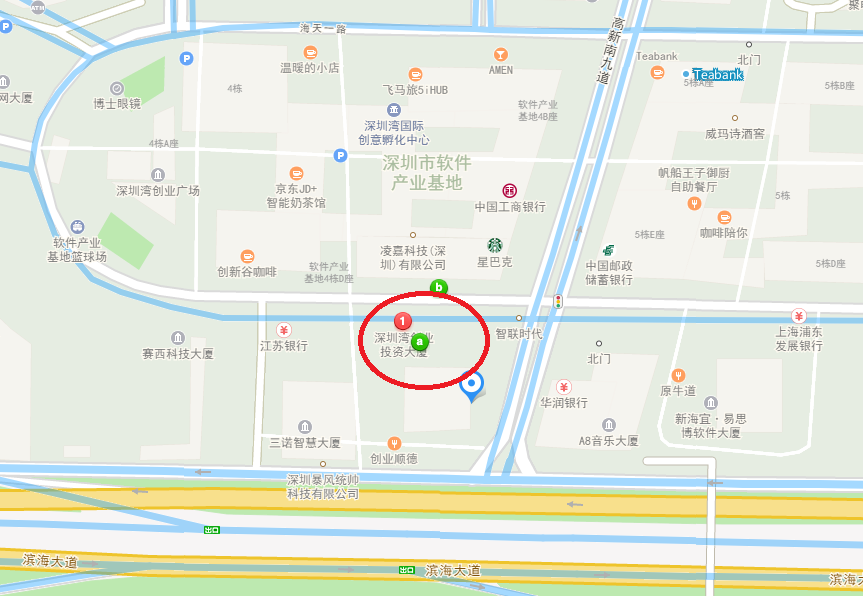 ATM
P
海天一路
高新南九道
聚
P
温暖的小店
AMEN
Teabank
北门
Teabank
5栋A座
网大厦
博士眼镜
4栋
飞马旅5iHUB
5栋B座
深圳湾国际
创意孵化中心
软件产业
基地4B座
威玛诗酒窖
4栋A座
P
深圳市软件
产业基地
深圳湾创业广场
京东JD+
智能奶茶馆
中国工商银行
帆船王子御厨
自助餐厅
5栋
咖啡陪你
软件产业
基地篮球场
创新谷咖啡
软件产业
基地4栋D座
凌嘉科技(深
圳)有限公司
星巴克
5栋E座
中国邮政
储蓄银行
5栋D座
b
1
a
深圳湾创业
投资大厦
智联时代
赛西科技大厦
江苏银行
北门
上海浦东
发展银行
华润银行
原牛道
三诺智慧大厦
创业顺德
A8音乐大厦
新海宜·易思
博软件大厦
深圳暴风统帅
科技有限公司
出口
滨海大道
出口
滨海大道
滨海大